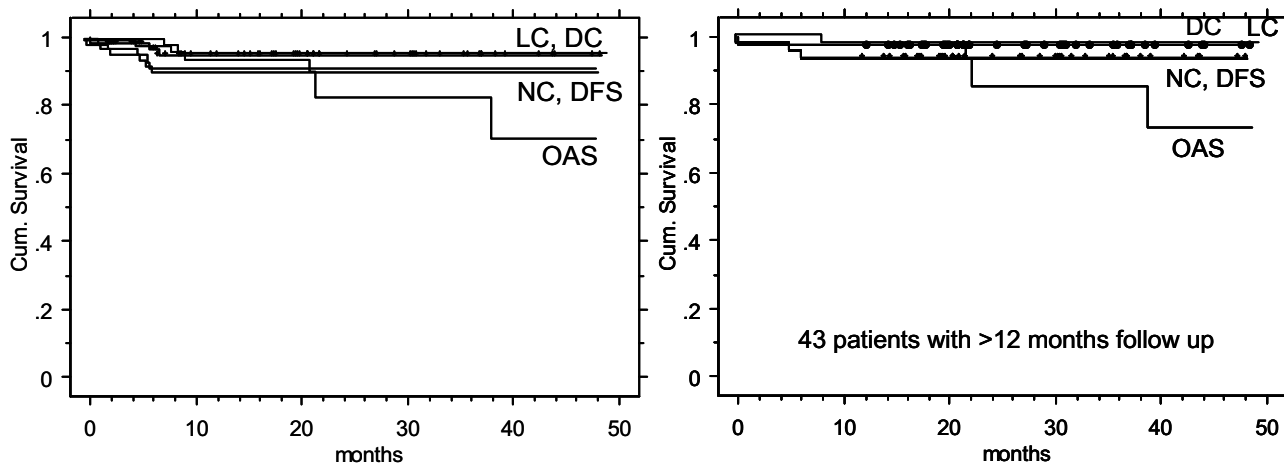 LC, DC
NC, DFS
OAS
Cum. Survival
1
.8
.6
.4
.2
0
0 10 20 30 40 50
months
DC LC
NC, DFS
OAS
43 patients with >12 months follow up
Cum. Survival
1
.8
.6
.4
.2
0
0 10 20 30 40 50
months